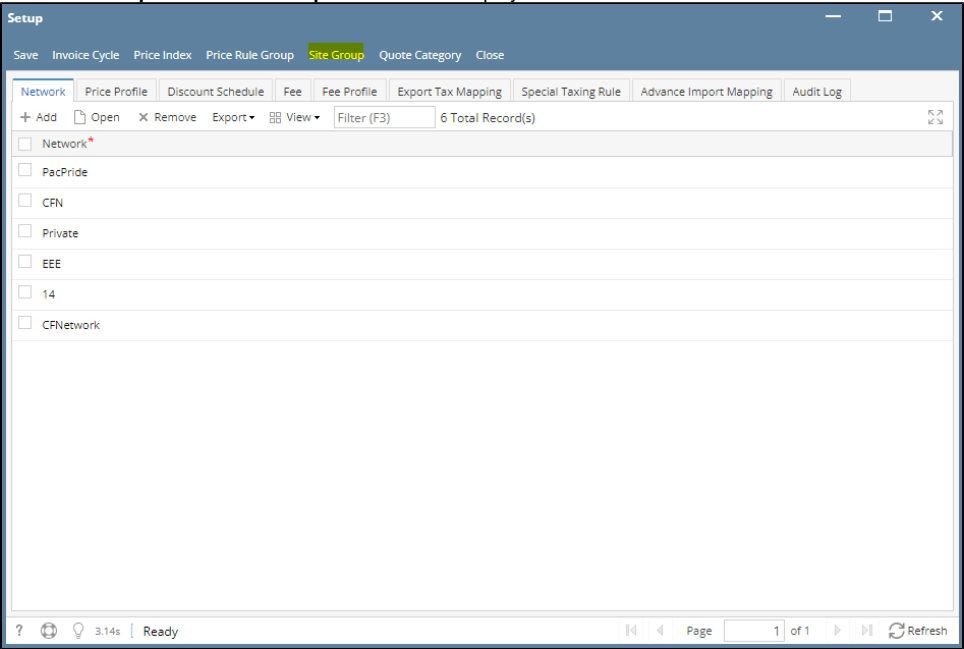 Setup
Save Invoice Cycle Price Index Price Rule Group Site Group Quote Category Close
Network Price Profile Discount Schedule Fee Fee Profile Export Tax Mapping Special Taxing Rule Advance Import Mapping Audit Log
+ Add Open X Remove Export View Filter (F3) 6 Total Record(s)
Network*
PacPride
CFN
Private
EEE
14
CFNetwork
? 3.14s Ready Page 1 of 1 Refresh